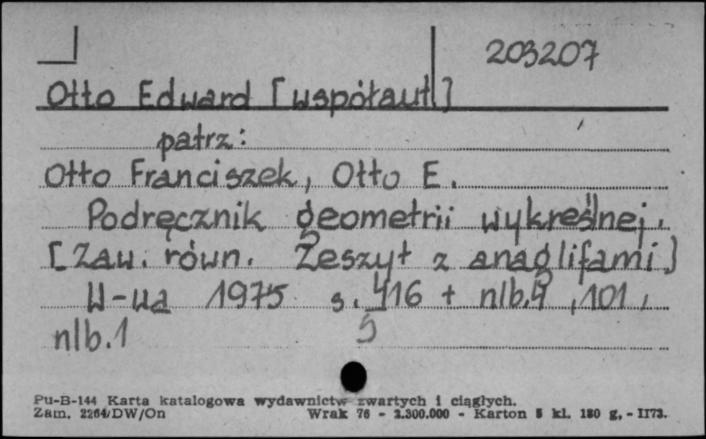 203207
Otto Edward [współaut]
patrz:
Otto Franciszek, Otto E.
Podręcznik geometrii wykreślnej.
[Zaw. równ. Zeszyt z anaglifami]
W-wa 1975 s. 416 + nlb. 4, 101,
nlb. 1 5
Pu-B-144 Karta katalogowa wydawnictw zwartych i ciągłych.
Zam. 2264/DW/On Wrak 76 - 2.300.000 - Karton 5 kl. 180 g. - II73.